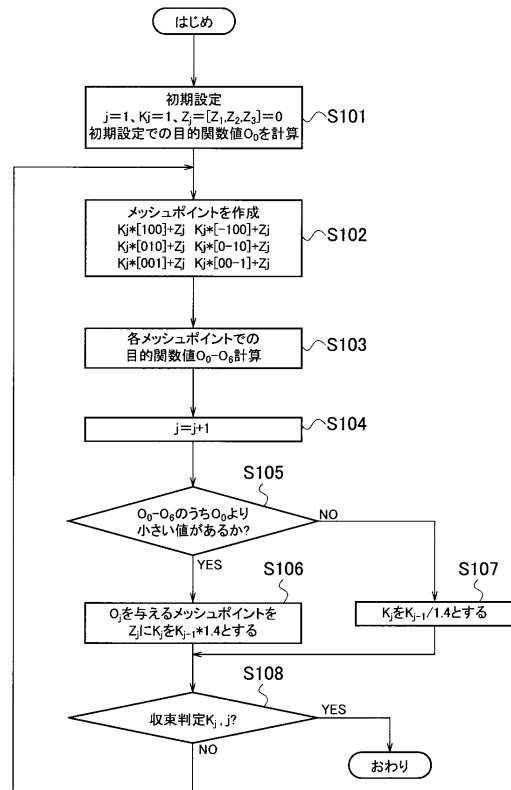 はじめ
初期設定
j=1、Kj=1、Zj=[Z1,Z2,Z3]=0
初期設定での目的関数値O0を計算
S101
メッシュポイントを作成
Kj*[100]+Zj Kj*[-100]+Zj
Kj*[010]+Zj Kj*[0-10]+Zj
Kj*[001]+Zj Kj*[00-1]+Zj
S102
各メッシュポイントでの
目的関数値O0-O6計算
S103
j=j+1
S104
O0-O6のうちO0より
小さい値があるか?
S105
NO
YES
Ojを与えるメッシュポイントを
ZjにKjをKj-1*1.4とする
S106
KjをKj-1/1.4とする
S107
収束判定Kj,j?
S108
YES
NO
おわり